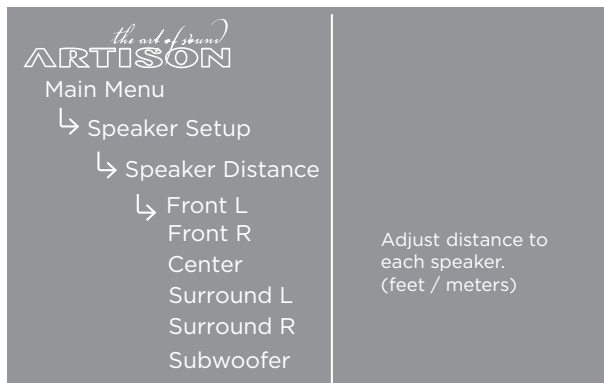 the art of sound
ARTISON
Main Menu
Speaker Setup
Speaker Distance
Front L
Front R
Center
Surround L
Surround R
Subwoofer
Adjust distance to
each speaker.
(feet / meters)